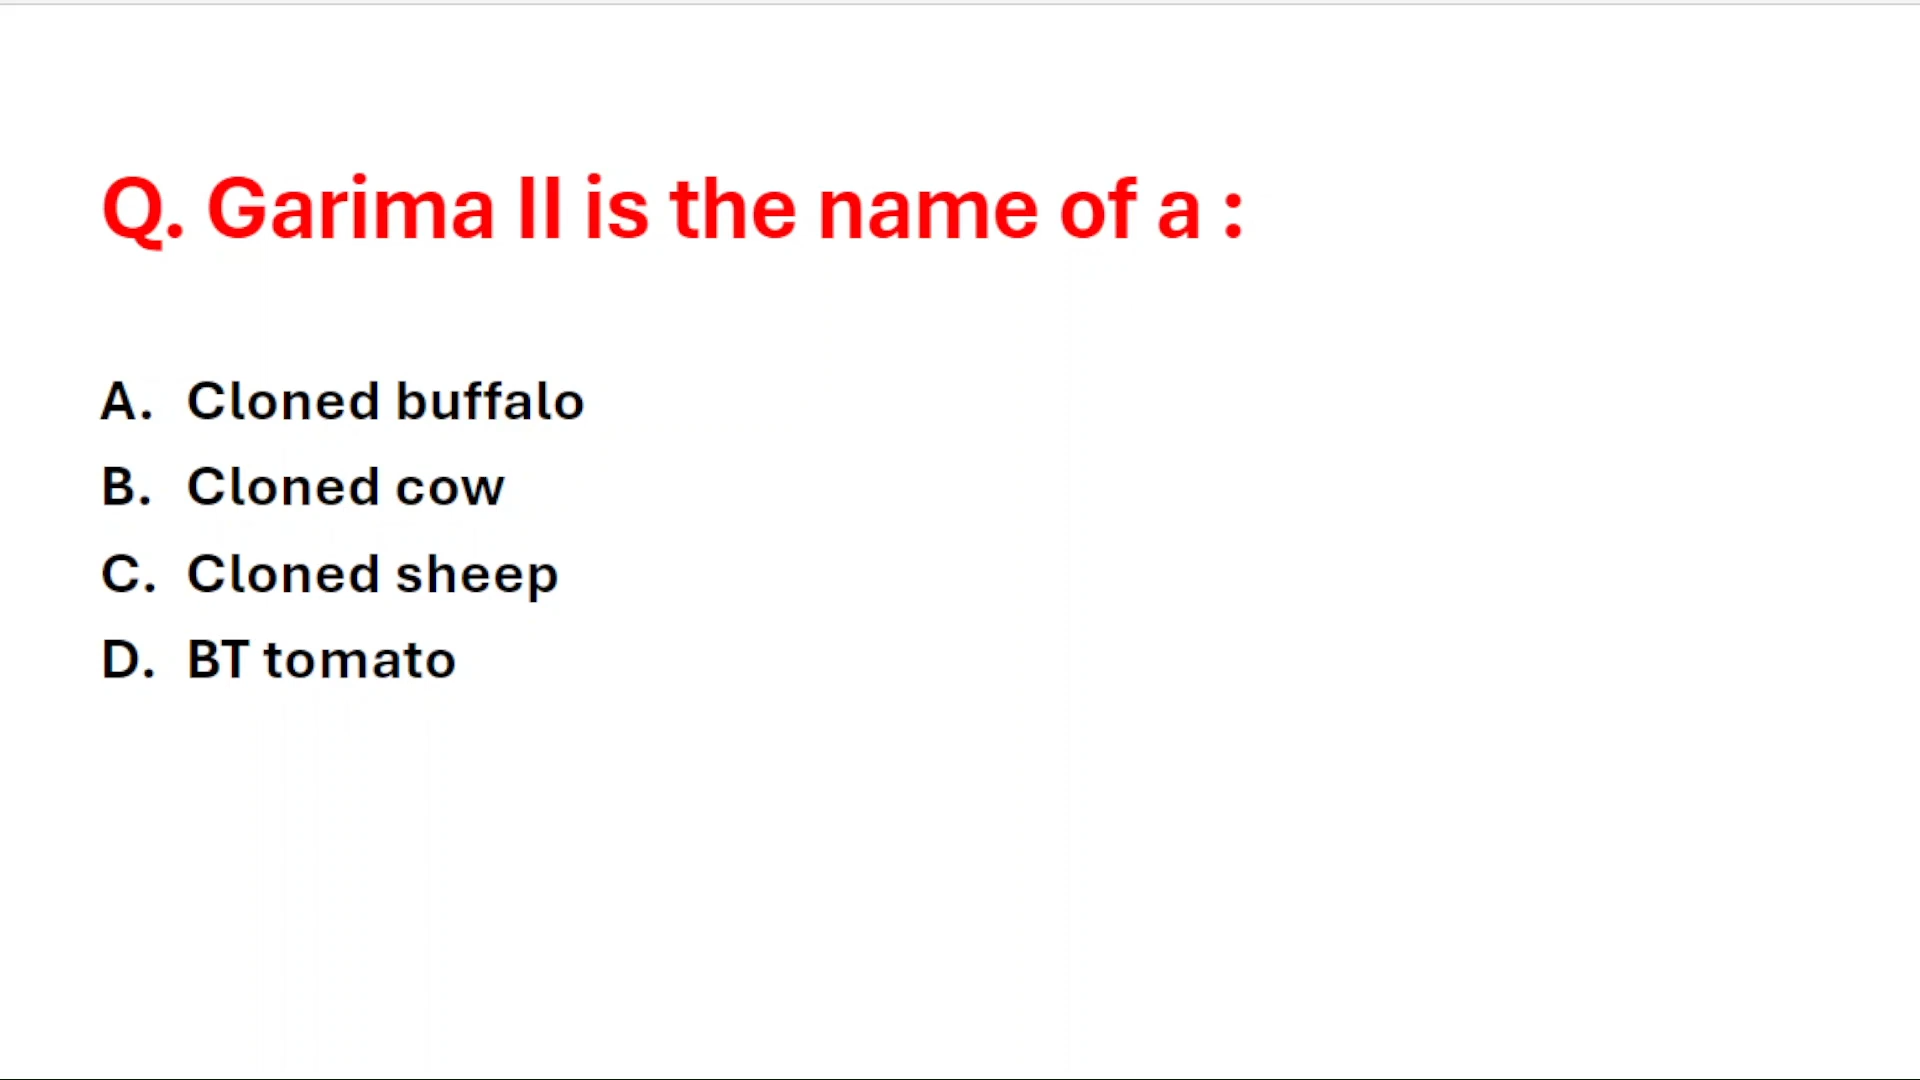 Q. Garima II is the name of a :
A. Cloned buffalo
B. Cloned cow
C. Cloned sheep
D. BT tomato